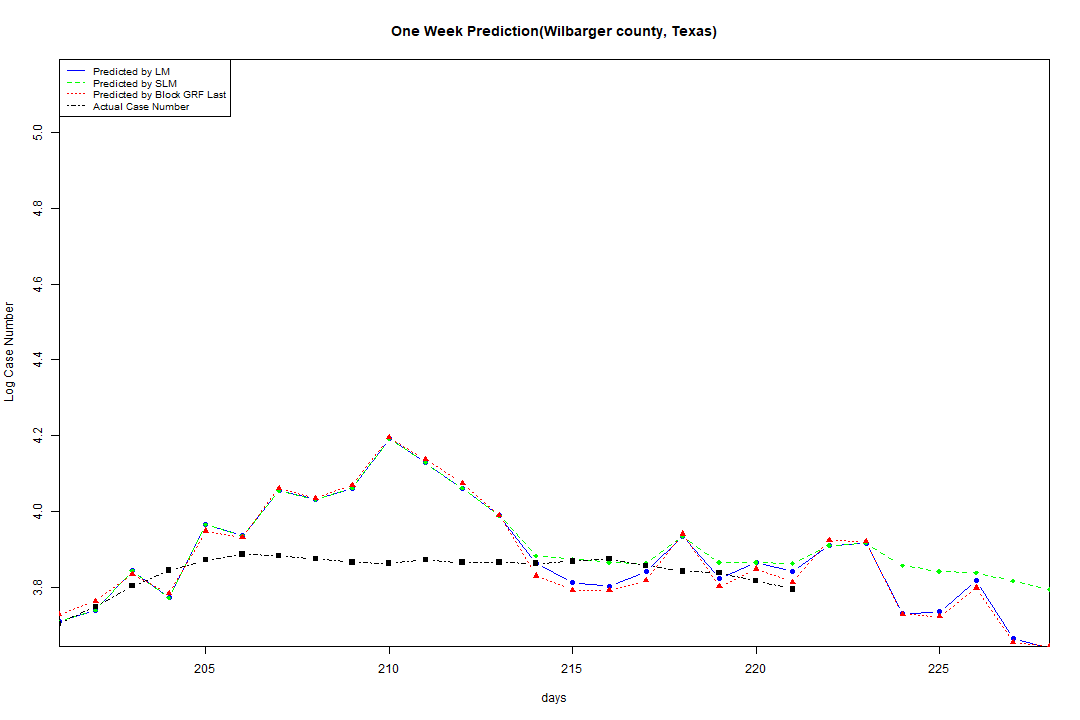 One Week Prediction(Wilbarger county, Texas)
Predicted by LM
Predicted by SLM
Predicted by Block GRF Last
Actual Case Number
5.0
4.8
4.6
4.4
4.2
4.0
3.8
Log Case Number
205 210 215 220 225
days